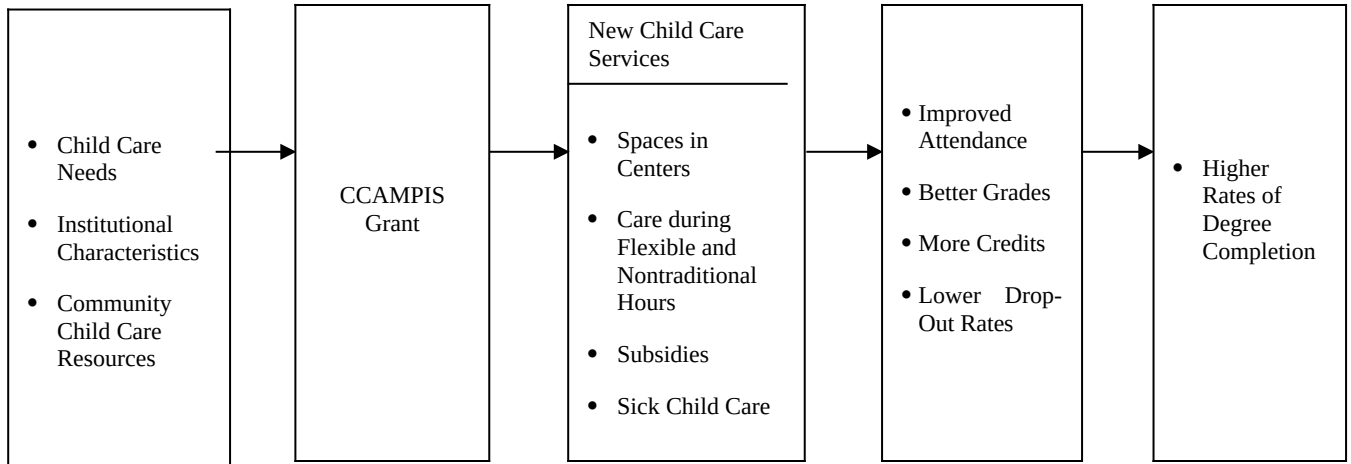 • Child Care
Needs
• Institutional
Characteristics
• Community
Child Care
Resources
CCAMPIS
Grant
New Child Care
Services
• Spaces in
Centers
• Care during
Flexible and
Nontraditional
Hours
• Subsidies
• Sick Child Care
• Improved
Attendance
• Better Grades
• More Credits
• Lower Drop-
Out Rates
• Higher
Rates of
Degree
Completion